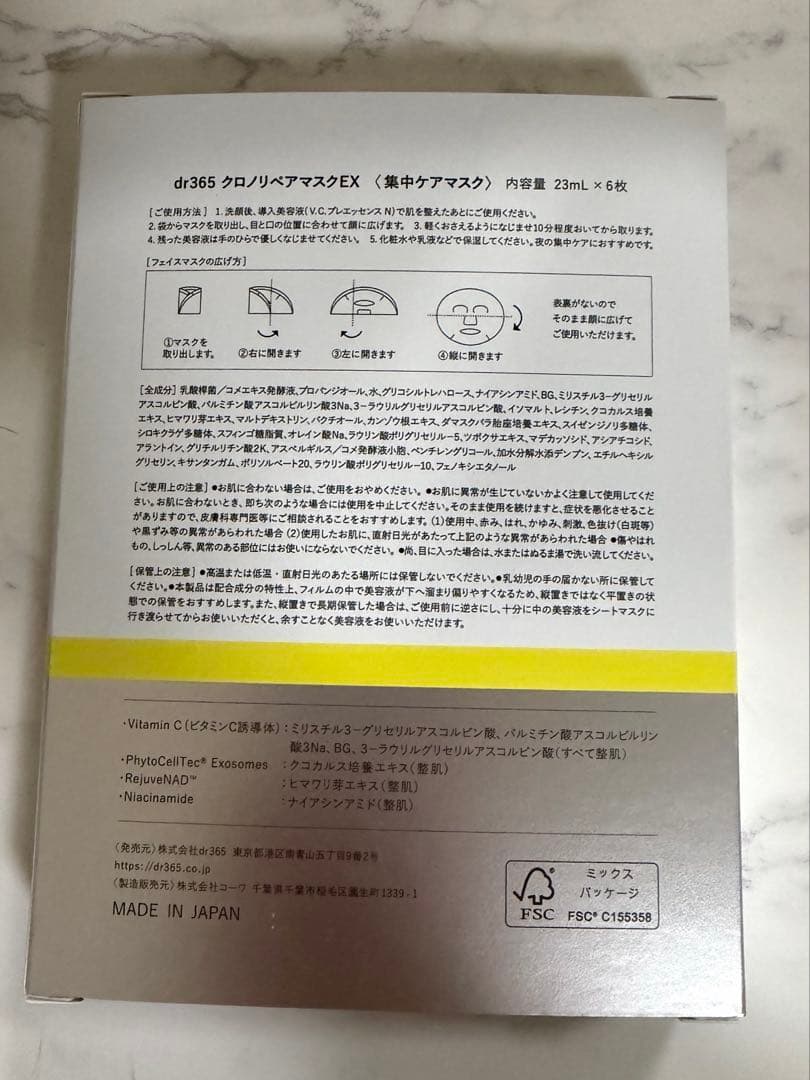 dr365 クロノリペアマスクEX 〈集中ケアマスク〉 内容量 23mL×6枚
[ご使用方法] 1. 洗顔後、導入美容液(V.C.プレエッセンス N)で肌を整えたあとにご使用ください。
2. 袋からマスクを取り出し、目と口の位置に合わせて顔に広げます。 3. 軽くおさえるようになじませ10分程度おいてから取ります。
4. 残った美容液は手のひらで優しくなじませてください。 5. 化粧水や乳液などで保湿してください。夜の集中ケアにおすすめです。
[フェイスマスクの広げ方]
①マスクを
取り出します。
②右に開きます
③左に開きます
④縦に開きます
表裏がないので
そのまま顔に広げて
ご使用いただけます。
[全成分] 乳酸桿菌/コメエキス発酵液、プロパンジオール、水、グリコシルトレハロース、ナイアシンアミド、BG、ミリスチル3-グリセリル
アスコルビン酸、パルミチン酸アスコルビルリン酸3Na、3-ラウリルグリセリルアスコルビン酸、イソマルト、レシチン、クコカルス培養
エキス、ヒマワリ芽エキス、マルトデキストリン、バクチオール、カンゾウ根エキス、ダマスクバラ胎座培養エキス、スイゼンジノリ多糖体、
シロキクラゲ多糖体、スフィンゴ糖脂質、オレイン酸Na、ラウリン酸ポリグリセリル-5、ツボクサエキス、マデカッソシド、アシアチコシド、
アラントイン、グリチルリチン酸2K、アスペルギルス/コメ発酵液小胞、ペンチレングリコール、加水分解水添デンプン、エチルヘキシル
グリセリン、キサンタンガム、ポリソルベート20、ラウリン酸ポリグリセリル-10、フェノキシエタノール
[ご使用上の注意] ●お肌に合わない場合は、ご使用をおやめください。 ●お肌に異常が生じていないかよく注意して使用してくだ
さい。お肌に合わないとき、即ち次のような場合には使用を中止してください。そのまま使用を続けますと、症状を悪化させること
がありますので、皮膚科専門医等にご相談されることをおすすめします。(1)使用中、赤み、はれ、かゆみ、刺激、色抜け(白斑等)
や黒ずみ等の異常があらわれた場合 (2)使用したお肌に、直射日光があたって上記のような異常があらわれた場合 ●傷やはれ
もの、しっしん等、異常のある部位にはお使いにならないでください。 ●尚、目に入った場合は、水またはぬるま湯で洗い流してください。
[保管上の注意] ●高温または低温・直射日光のあたる場所には保管しないでください。●乳幼児の手の届かない所に保管して
ください。●本製品は配合成分の特性上、フィルムの中で美容液が下へ溜まり偏りやすくなるため、縦置きではなく平置きの状
態での保管をおすすめします。また、縦置きで長期保管した場合は、ご使用前に逆さにし、十分に中の美容液をシートマスクに
行き渡らせてからお使いいただくと、余すことなく美容液をお使いいただけます。
・Vitamin C(ビタミンC誘導体):ミリスチル3-グリセリルアスコルビン酸、パルミチン酸アスコルビルリン
酸3Na、BG、3-ラウリルグリセリルアスコルビン酸(すべて整肌)
・PhytoCellTec® Exosomes :クコカルス培養エキス(整肌)
・RejuveNAD™ :ヒマワリ芽エキス(整肌)
・Niacinamide :ナイアシンアミド(整肌)
〈発売元〉株式会社dr365 東京都港区南青山五丁目9番2号
https://dr365.co.jp
〈製造販売元〉株式会社コーワ 千葉県千葉市稲毛区園生町1339-1
MADE IN JAPAN
FSC
ミックス
パッケージ
FSC® C155358